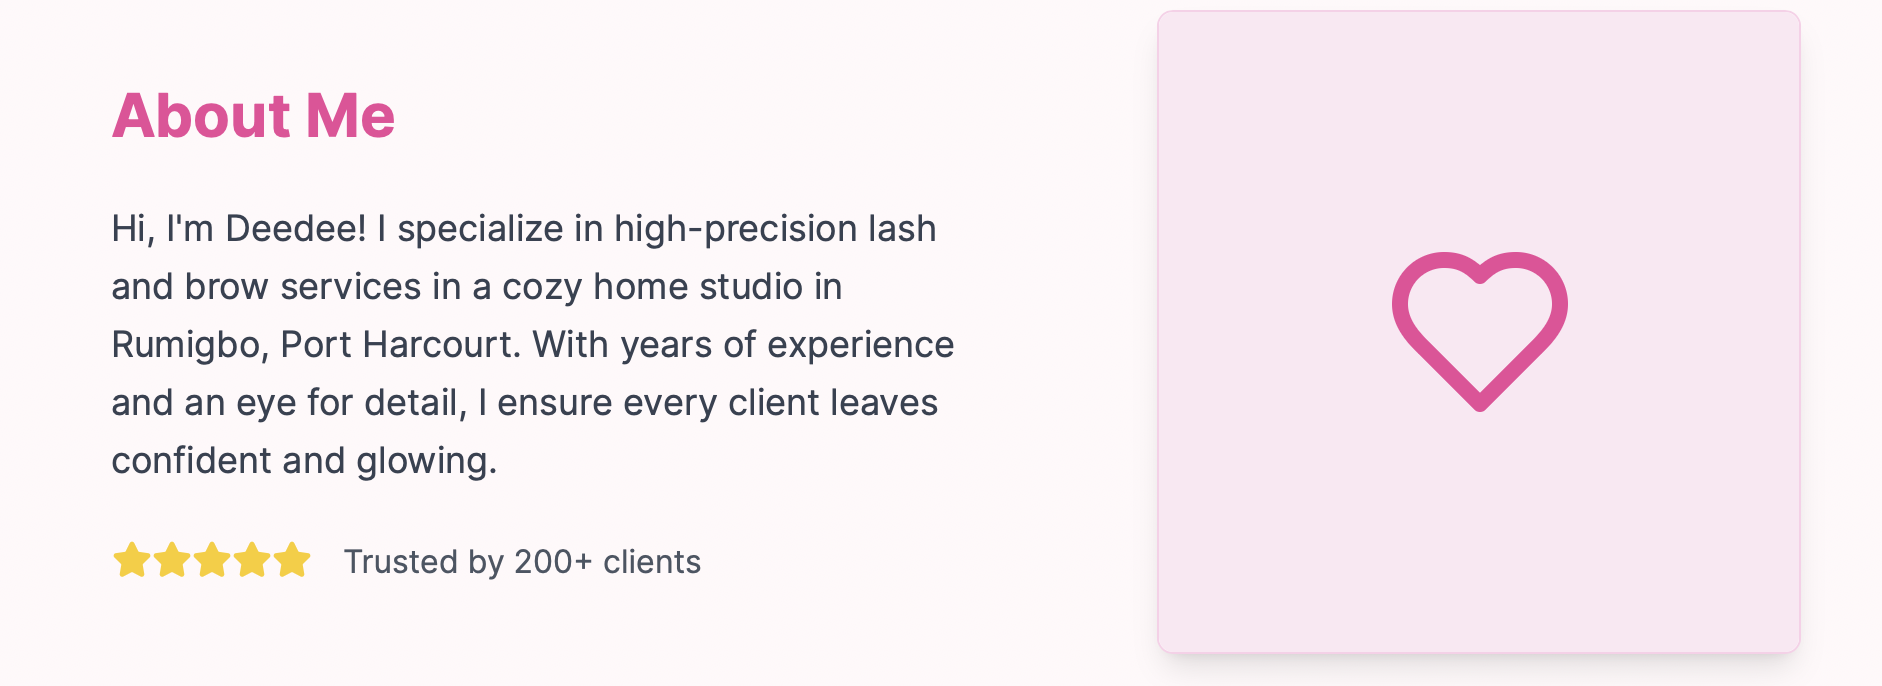 About Me
Hi, I'm Deedee! I specialize in high-precision lash
and brow services in a cozy home studio in
Rumigbo, Port Harcourt. With years of experience
and an eye for detail, I ensure every client leaves
confident and glowing.
Trusted by 200+ clients